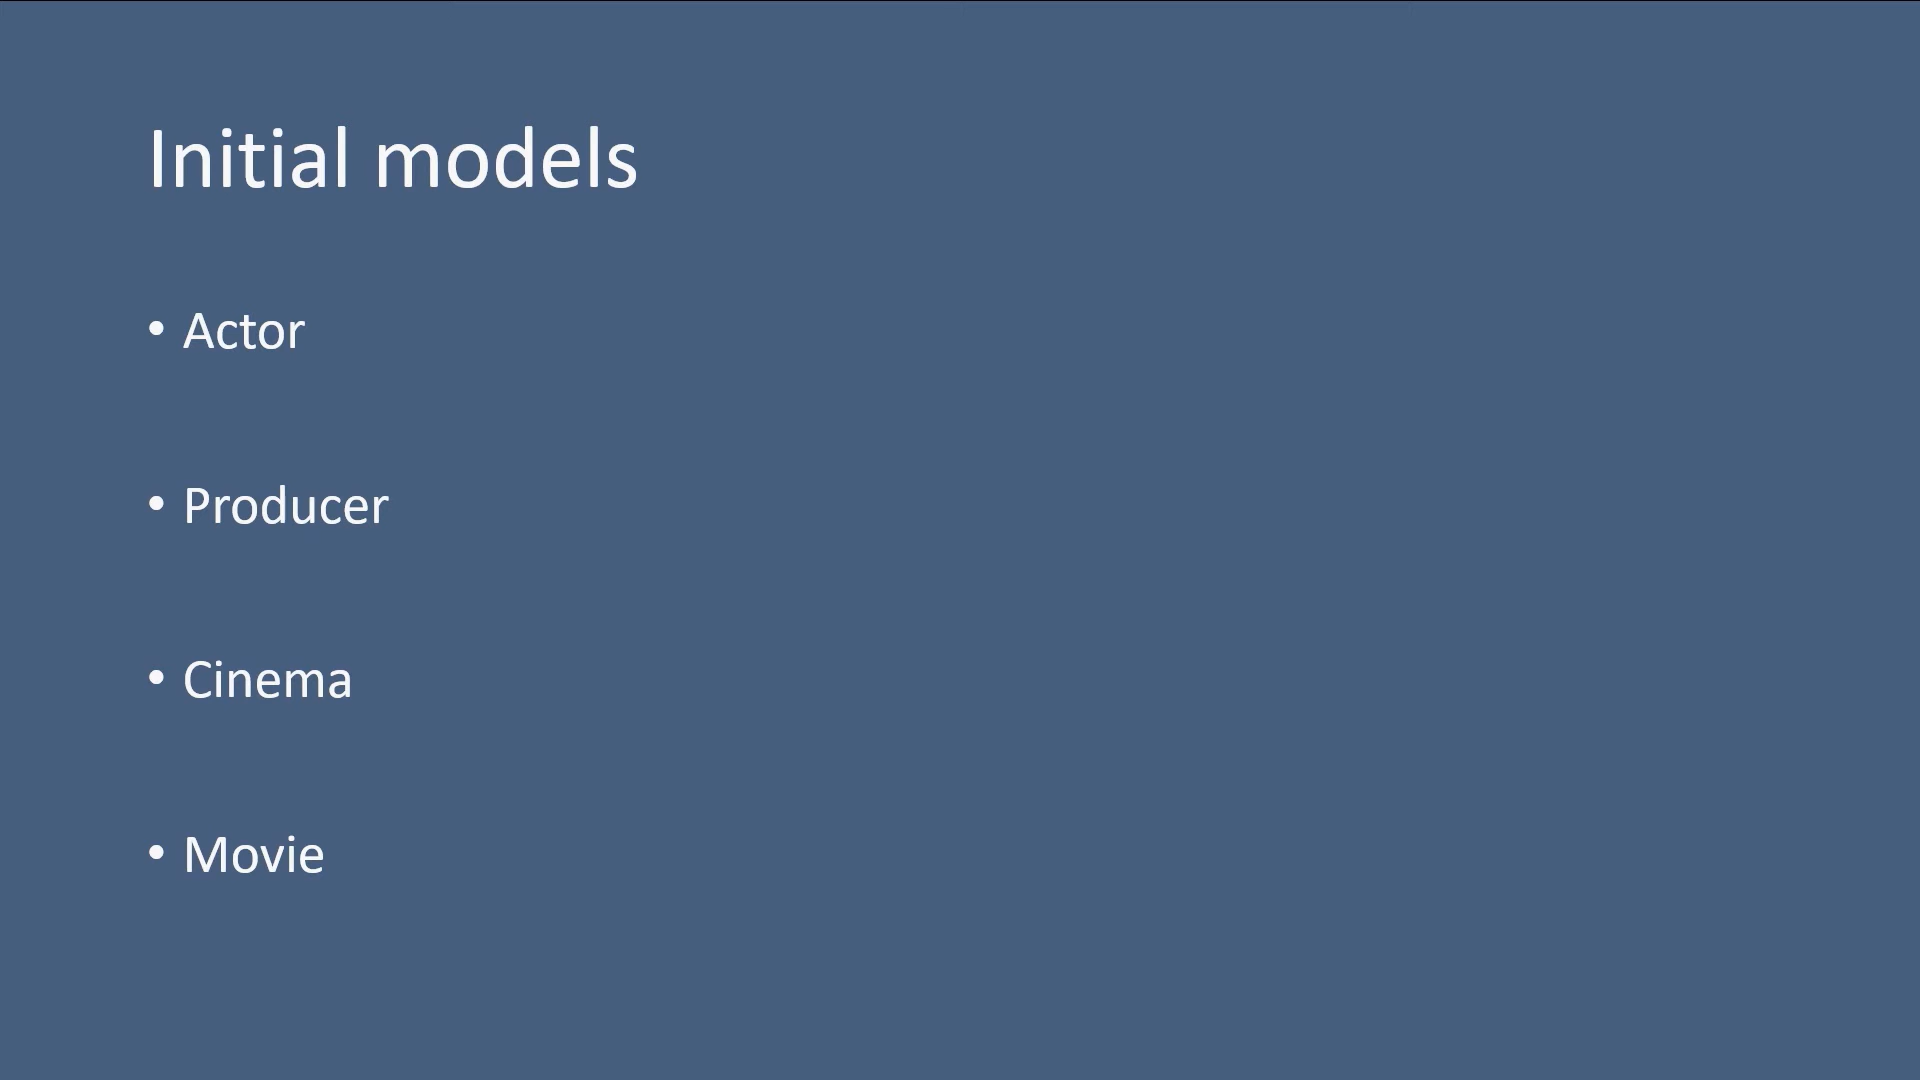 Initial models
• Actor
• Producer
• Cinema
• Movie